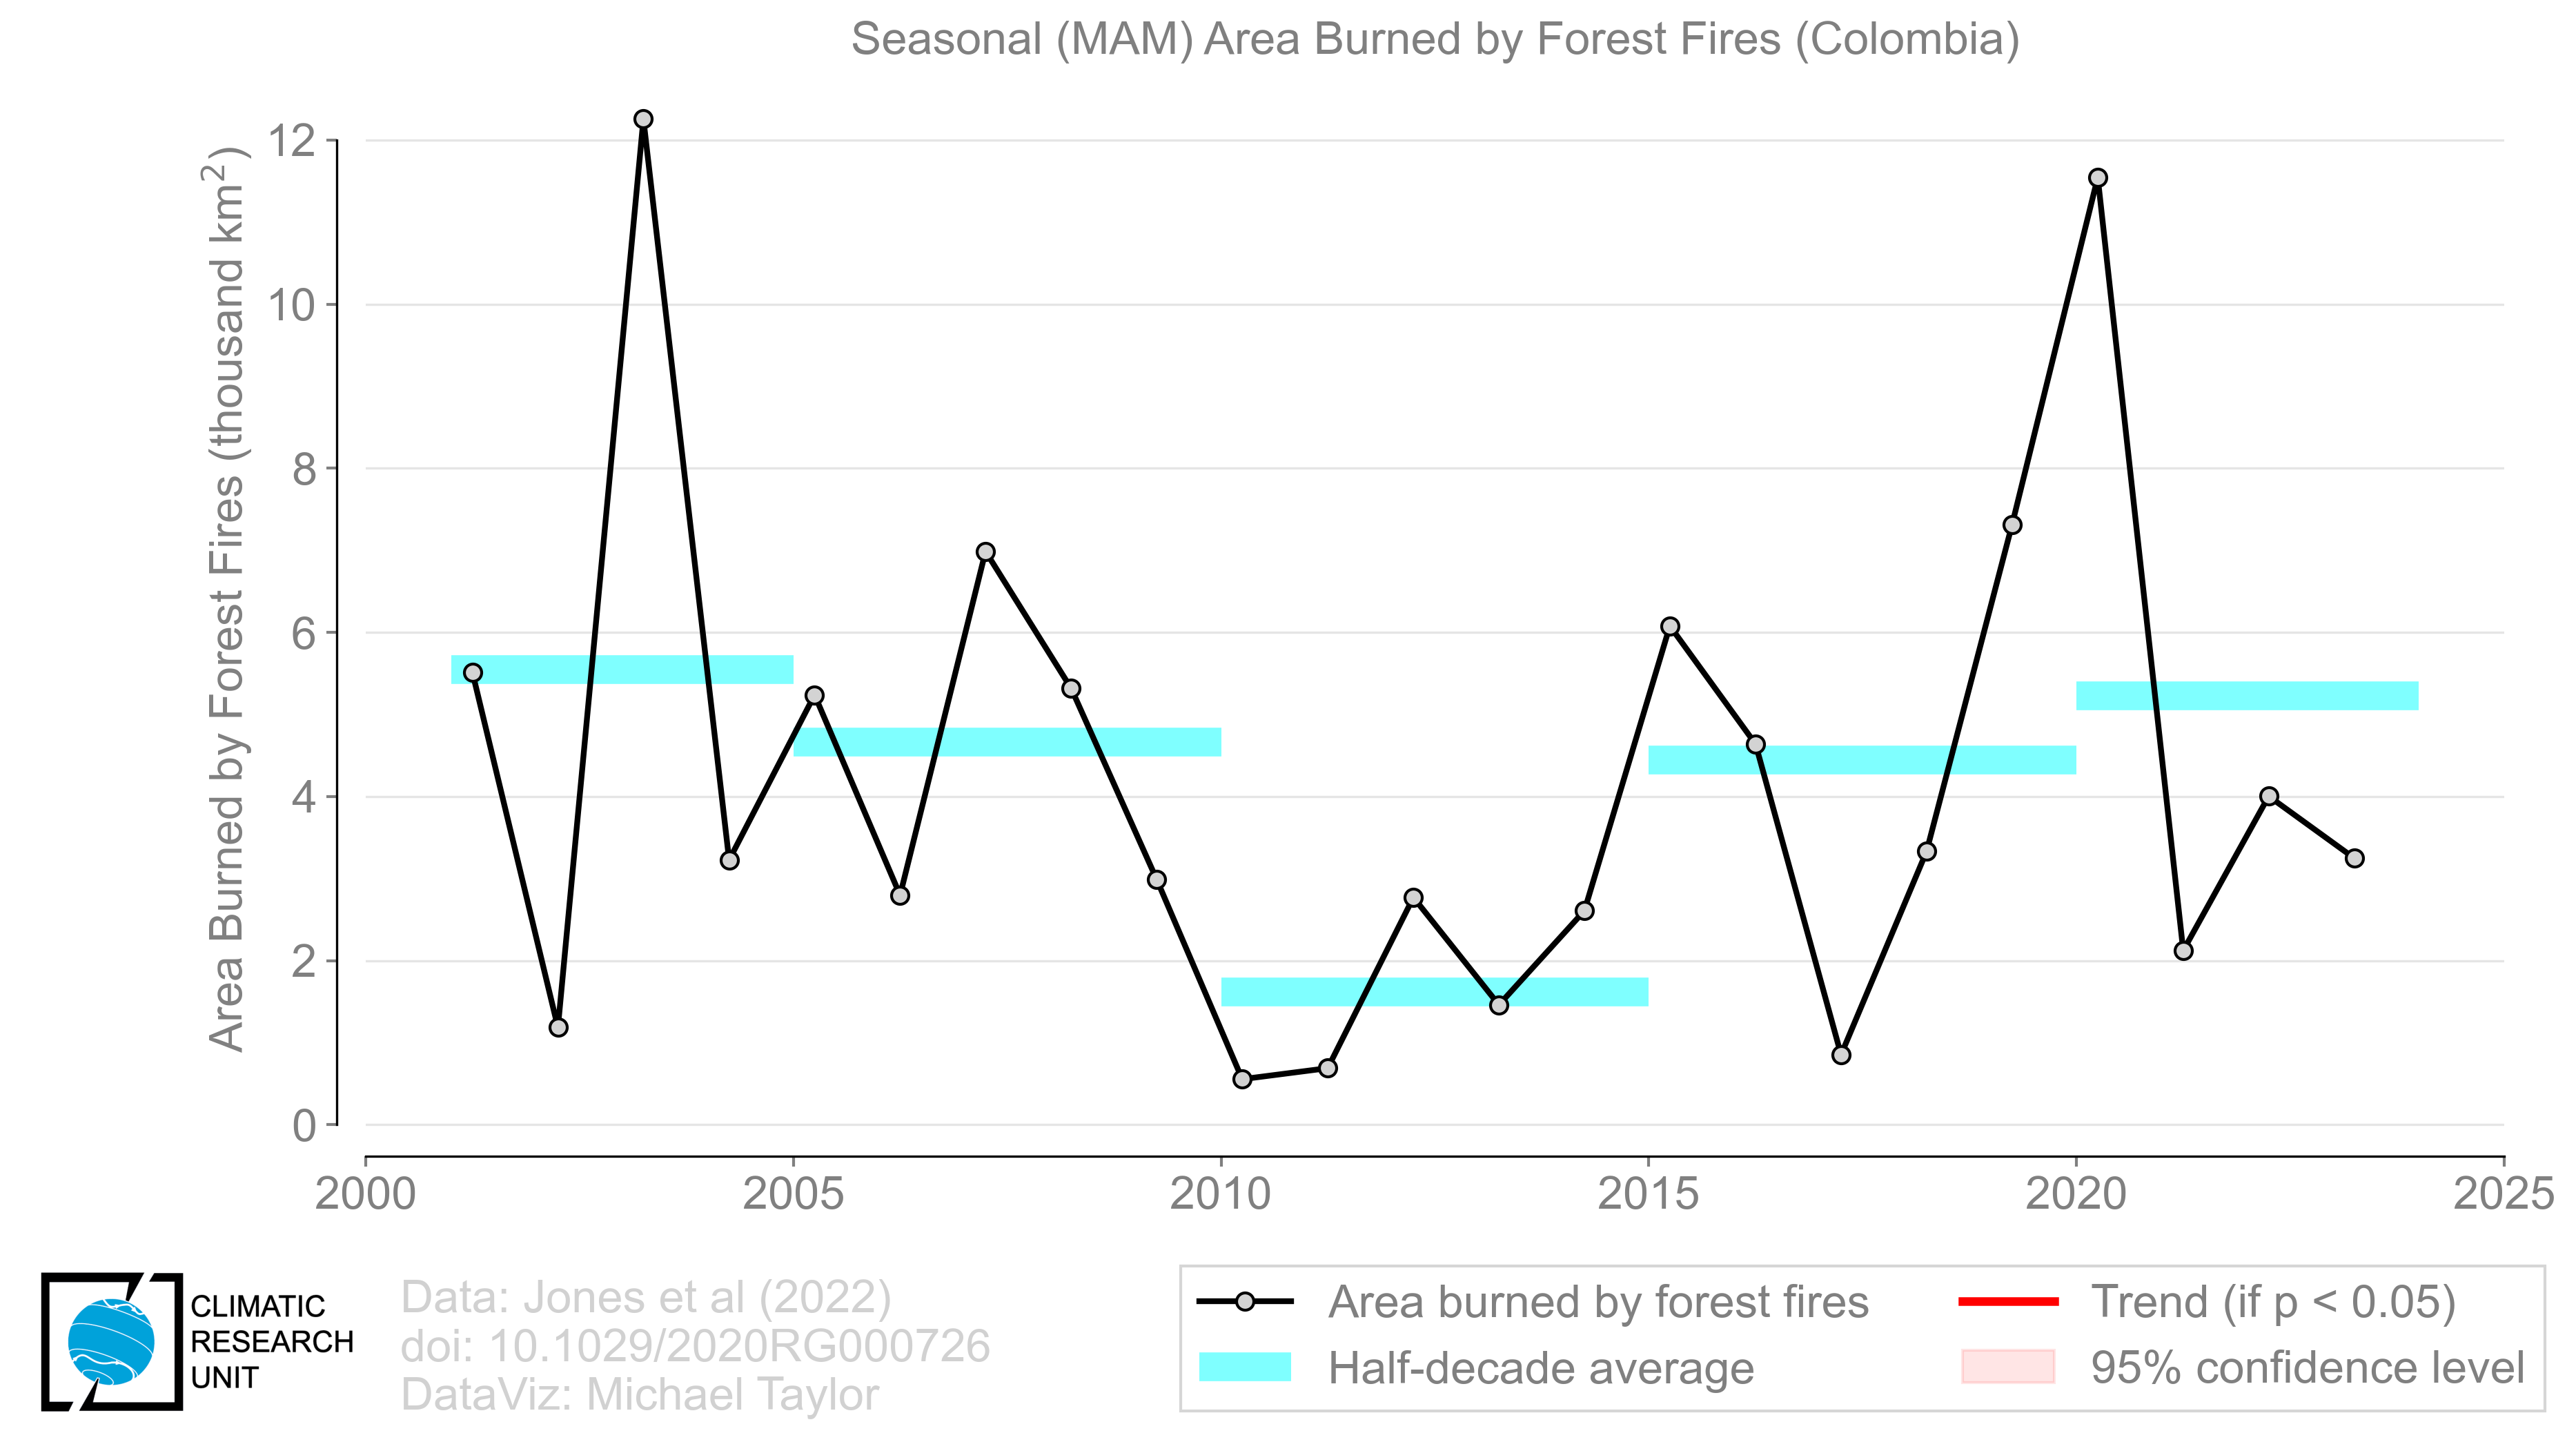 Seasonal (MAM) Area Burned by Forest Fires (Colombia)
Area Burned by Forest Fires (thousand km²)
12
10
8
6
4
2
0
2000 2005 2010 2015 2020 2025
CLIMATIC
RESEARCH
UNIT
Data: Jones et al (2022)
doi: 10.1029/2020RG000726
DataViz: Michael Taylor
Area burned by forest fires
Half-decade average
Trend (if p < 0.05)
95% confidence level